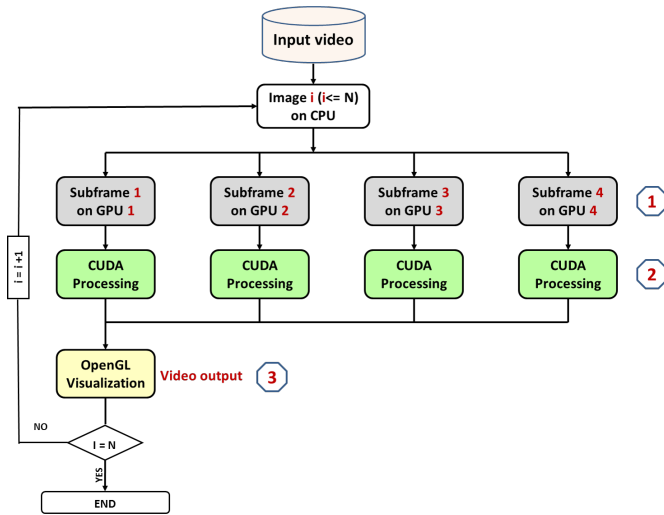 Input video
Image i (i<= N)
on CPU
Subframe 1
on GPU 1
Subframe 2
on GPU 2
Subframe 3
on GPU 3
Subframe 4
on GPU 4
1
CUDA
Processing
CUDA
Processing
CUDA
Processing
CUDA
Processing
2
i = i +1
OpenGL
Visualization
Video output
3
NO
I = N
YES
END